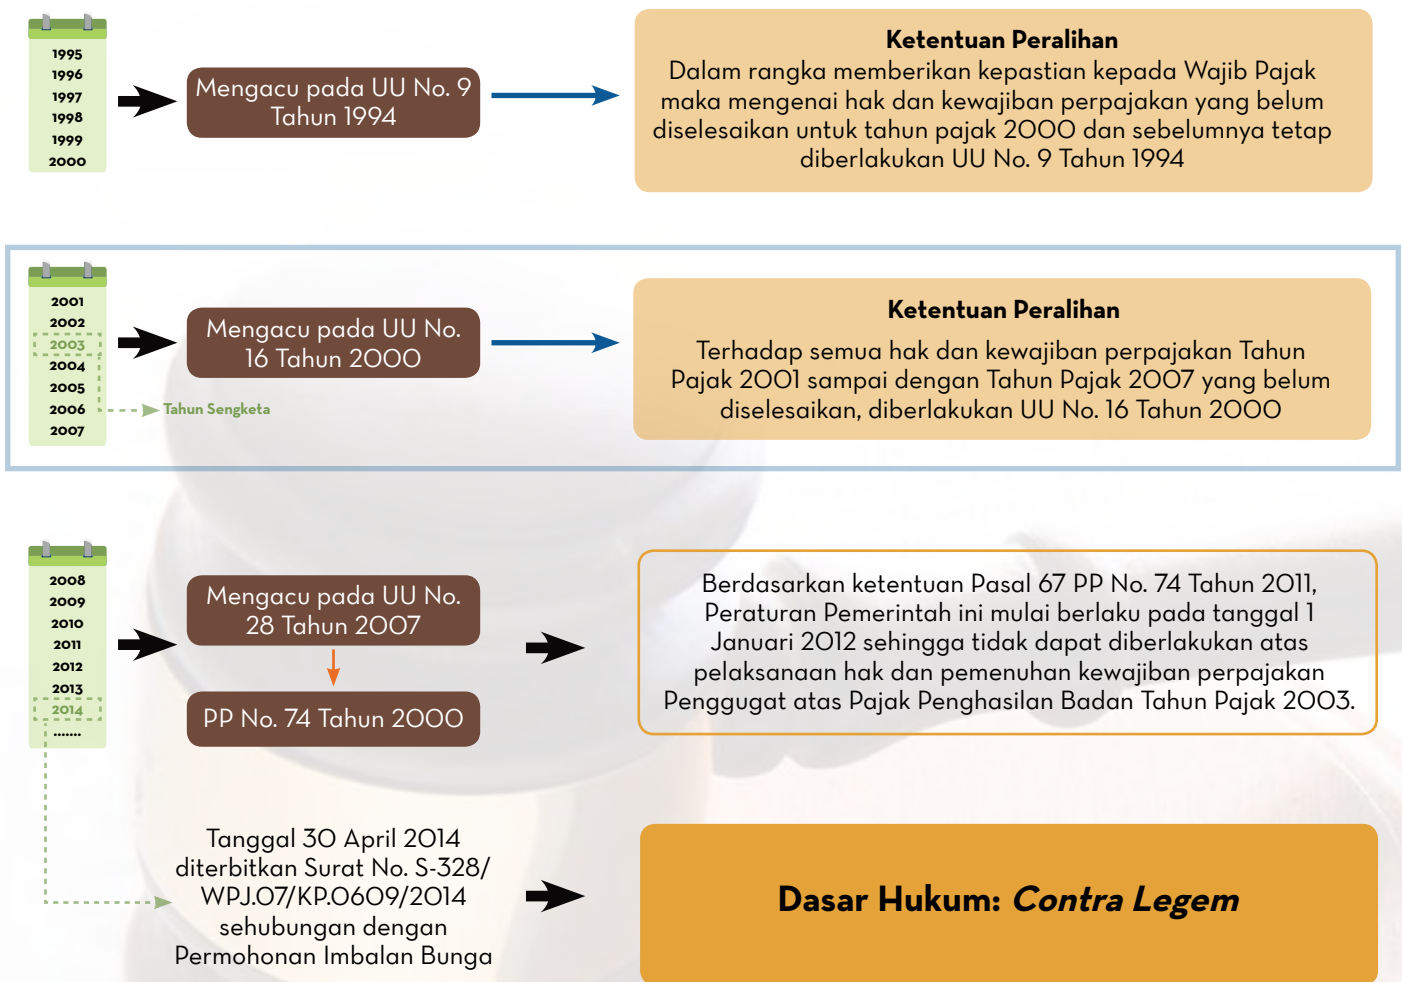 1995
1996
1997
1998
1999
2000
Mengacu pada UU No. 9
Tahun 1994
Ketentuan Peralihan
Dalam rangka memberikan kepastian kepada Wajib Pajak
maka mengenai hak dan kewajiban perpajakan yang belum
diselesaikan untuk tahun pajak 2000 dan sebelumnya tetap
diberlakukan UU No. 9 Tahun 1994
2001
2002
2003
2004
2005
2006
2007
Tahun Sengketa
Mengacu pada UU No.
16 Tahun 2000
Ketentuan Peralihan
Terhadap semua hak dan kewajiban perpajakan Tahun
Pajak 2001 sampai dengan Tahun Pajak 2007 yang belum
diselesaikan, diberlakukan UU No. 16 Tahun 2000
2008
2009
2010
2011
2012
2013
2014
.......
Mengacu pada UU No.
28 Tahun 2007
PP No. 74 Tahun 2000
Berdasarkan ketentuan Pasal 67 PP No. 74 Tahun 2011,
Peraturan Pemerintah ini mulai berlaku pada tanggal 1
Januari 2012 sehingga tidak dapat diberlakukan atas
pelaksanaan hak dan pemenuhan kewajiban perpajakan
Penggugat atas Pajak Penghasilan Badan Tahun Pajak 2003.
Tanggal 30 April 2014
diterbitkan Surat No. S-328/
WPJ.07/KP.0609/2014
sehubungan dengan
Permohonan Imbalan Bunga
Dasar Hukum: Contra Legem